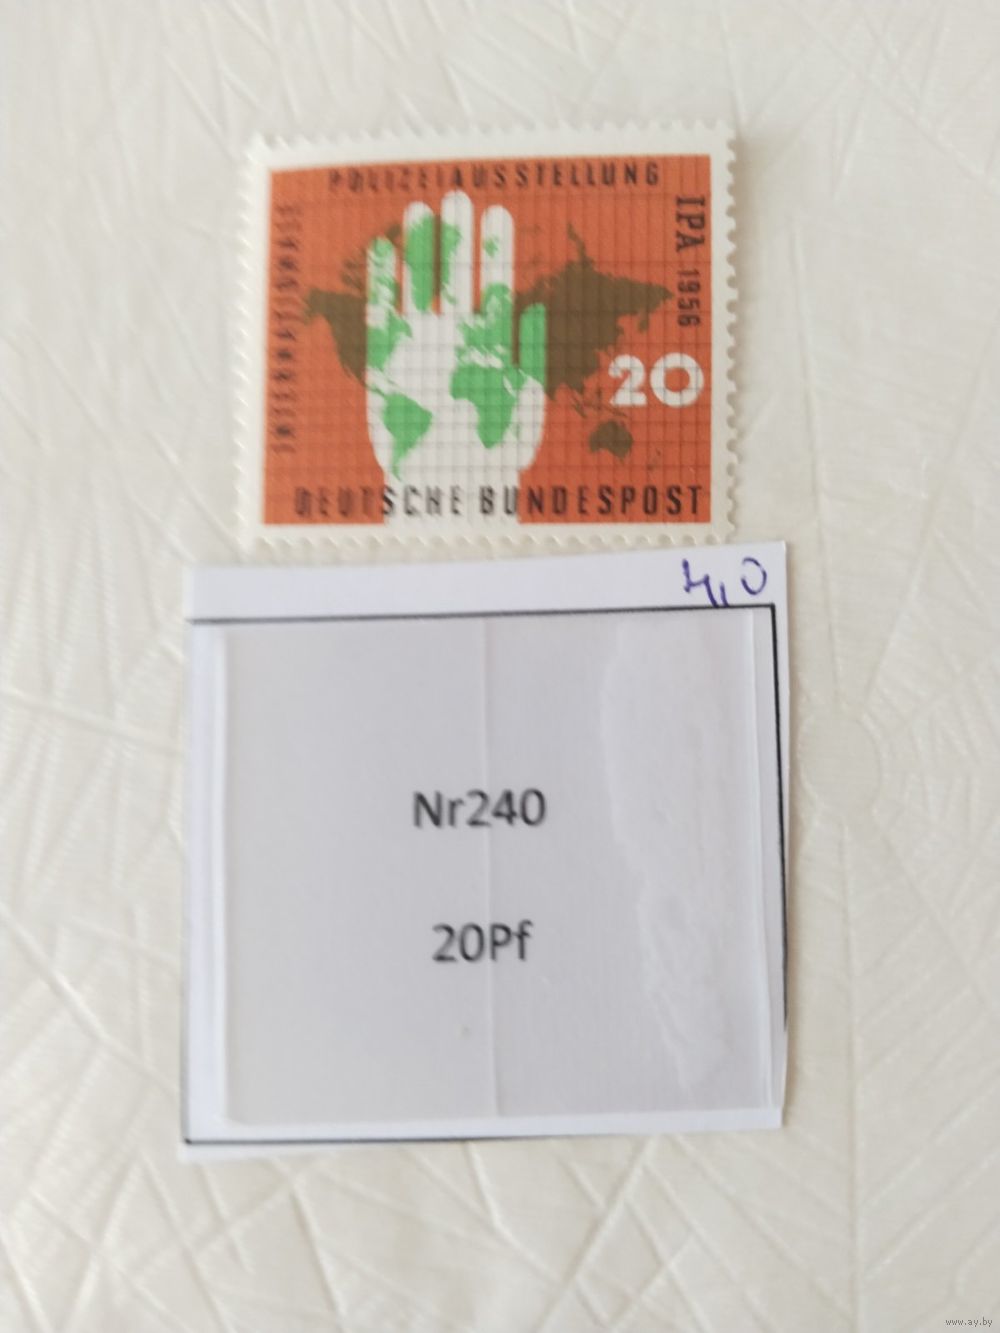 INTERNATIONALE
POLIZEIAUSSTELLUNG
IPA 1956
20
DEUTSCHE BUNDESPOST
4,0
Nr240
20Pf
www.ay.by